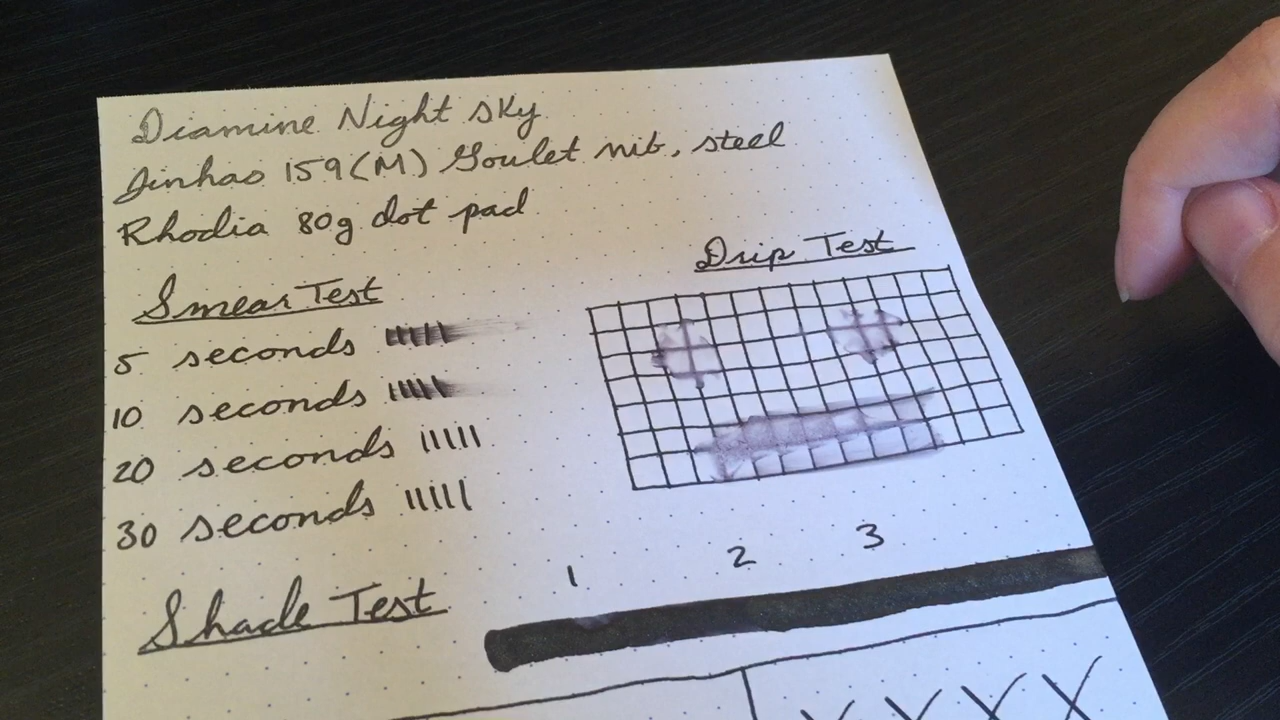 Diamine Night Sky
Jinhao 159(M) Goulet nib, steel
Rhodia 80g dot pad
Drip Test
Smear Test
5 seconds
10 seconds
20 seconds
30 seconds
1 2 3
Shade Test
X X X X